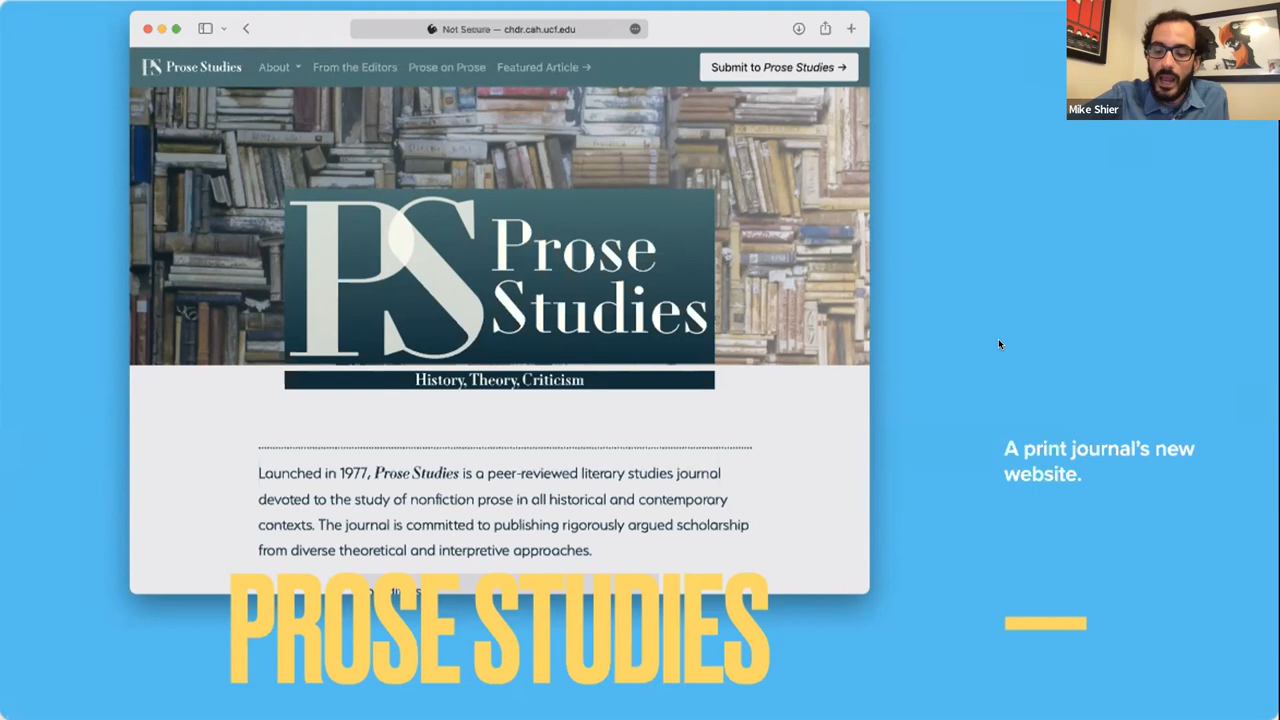 Not Secure — chdr.cah.ucf.edu
PS Prose Studies About From the Editors Prose on Prose Featured Article → Submit to Prose Studies →
Mike Shier
PS Prose
Studies
History, Theory, Criticism
Launched in 1977, Prose Studies is a peer-reviewed literary studies journal
devoted to the study of nonfiction prose in all historical and contemporary
contexts. The journal is committed to publishing rigorously argued scholarship
from diverse theoretical and interpretive approaches.
A print journal's new
website.
PROSE STUDIES